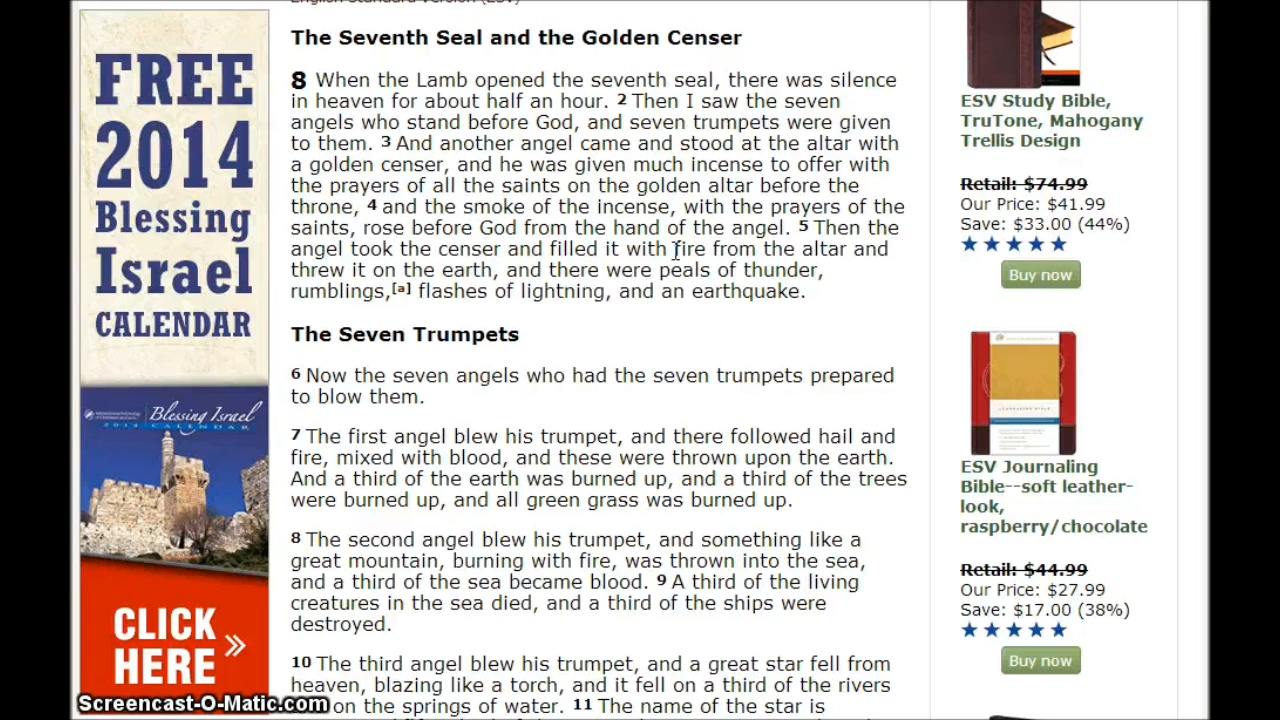 English Standard Version (ESV)
The Seventh Seal and the Golden Censer
8 When the Lamb opened the seventh seal, there was silence
in heaven for about half an hour. 2 Then I saw the seven
angels who stand before God, and seven trumpets were given
to them. 3 And another angel came and stood at the altar with
a golden censer, and he was given much incense to offer with
the prayers of all the saints on the golden altar before the
throne, 4 and the smoke of the incense, with the prayers of the
saints, rose before God from the hand of the angel. 5 Then the
angel took the censer and filled it with fire from the altar and
threw it on the earth, and there were peals of thunder,
rumblings,[a] flashes of lightning, and an earthquake.
The Seven Trumpets
6 Now the seven angels who had the seven trumpets prepared
to blow them.
7 The first angel blew his trumpet, and there followed hail and
fire, mixed with blood, and these were thrown upon the earth.
And a third of the earth was burned up, and a third of the trees
were burned up, and all green grass was burned up.
8 The second angel blew his trumpet, and something like a
great mountain, burning with fire, was thrown into the sea,
and a third of the sea became blood. 9 A third of the living
creatures in the sea died, and a third of the ships were
destroyed.
10 The third angel blew his trumpet, and a great star fell from
heaven, blazing like a torch, and it fell on a third of the rivers
on the springs of water. 11 The name of the star is
FREE
2014
Blessing
Israel
CALENDAR
Blessing Israel
2014 CALENDAR
CLICK
HERE »
Screencast-O-Matic.com
ESV Study Bible,
TruTone, Mahogany
Trellis Design
Retail: $74.99
Our Price: $41.99
Save: $33.00 (44%)
Buy now
ESV Journaling
Bible--soft leather-
look,
raspberry/chocolate
Retail: $44.99
Our Price: $27.99
Save: $17.00 (38%)
Buy now